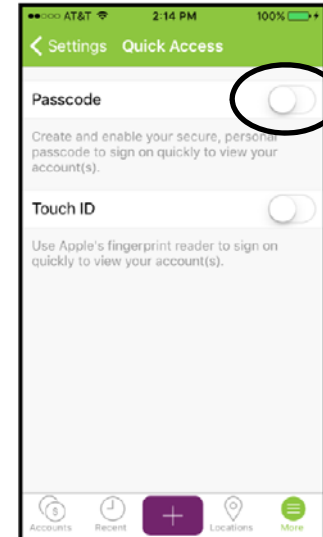 AT&T 2:14 PM 100%
Settings Quick Access
Passcode
Create and enable your secure, personal
passcode to sign on quickly to view your
account(s).
Touch ID
Use Apple's fingerprint reader to sign on
quickly to view your account(s).
Accounts Recent Locations More